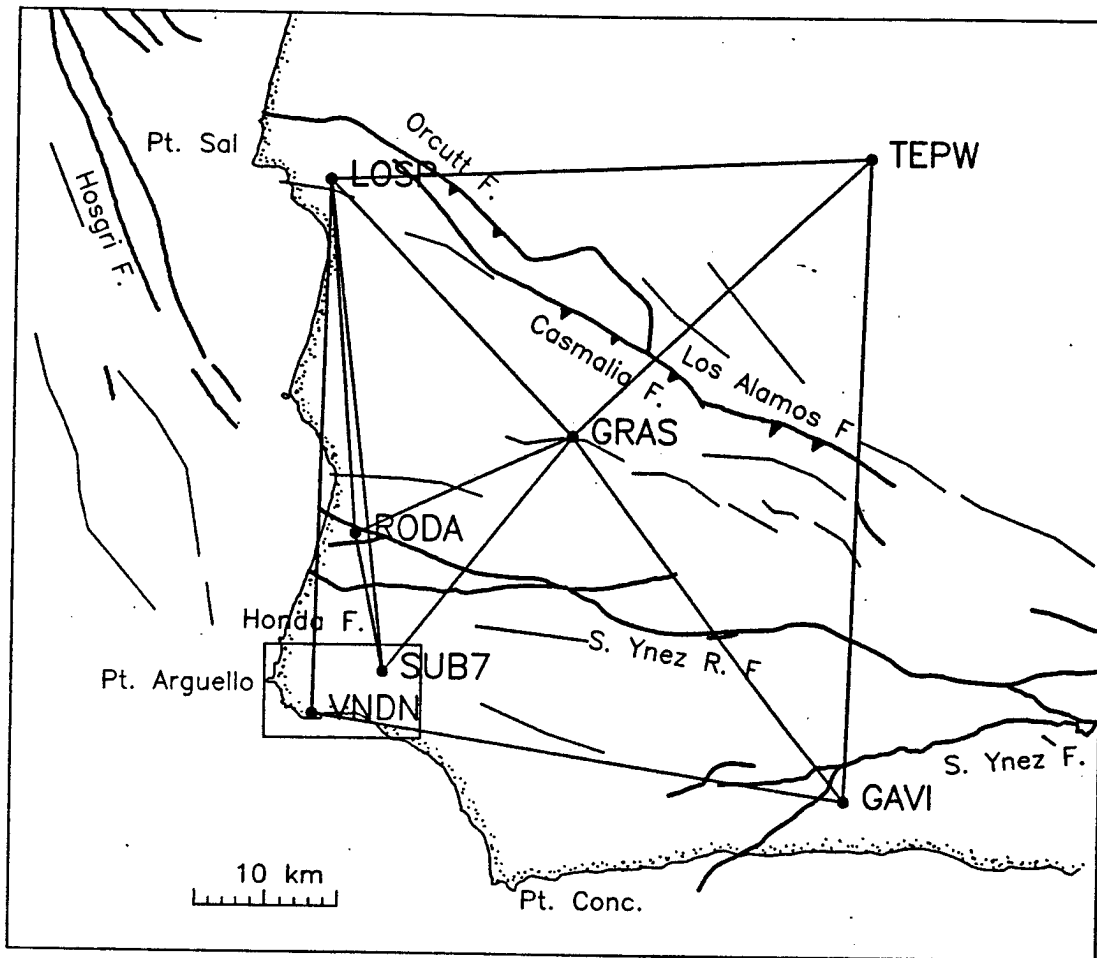 Orcutt F.
Pt. Sal
LOSP
TEPW
Hosgri F.
Casmalia F.
Los Alamos F
GRAS
RODA
Honda F.
S. Ynez R. F
SUB7
Pt. Arguello
VNDN
S. Ynez F.
GAVI
10 km
Pt. Conc.